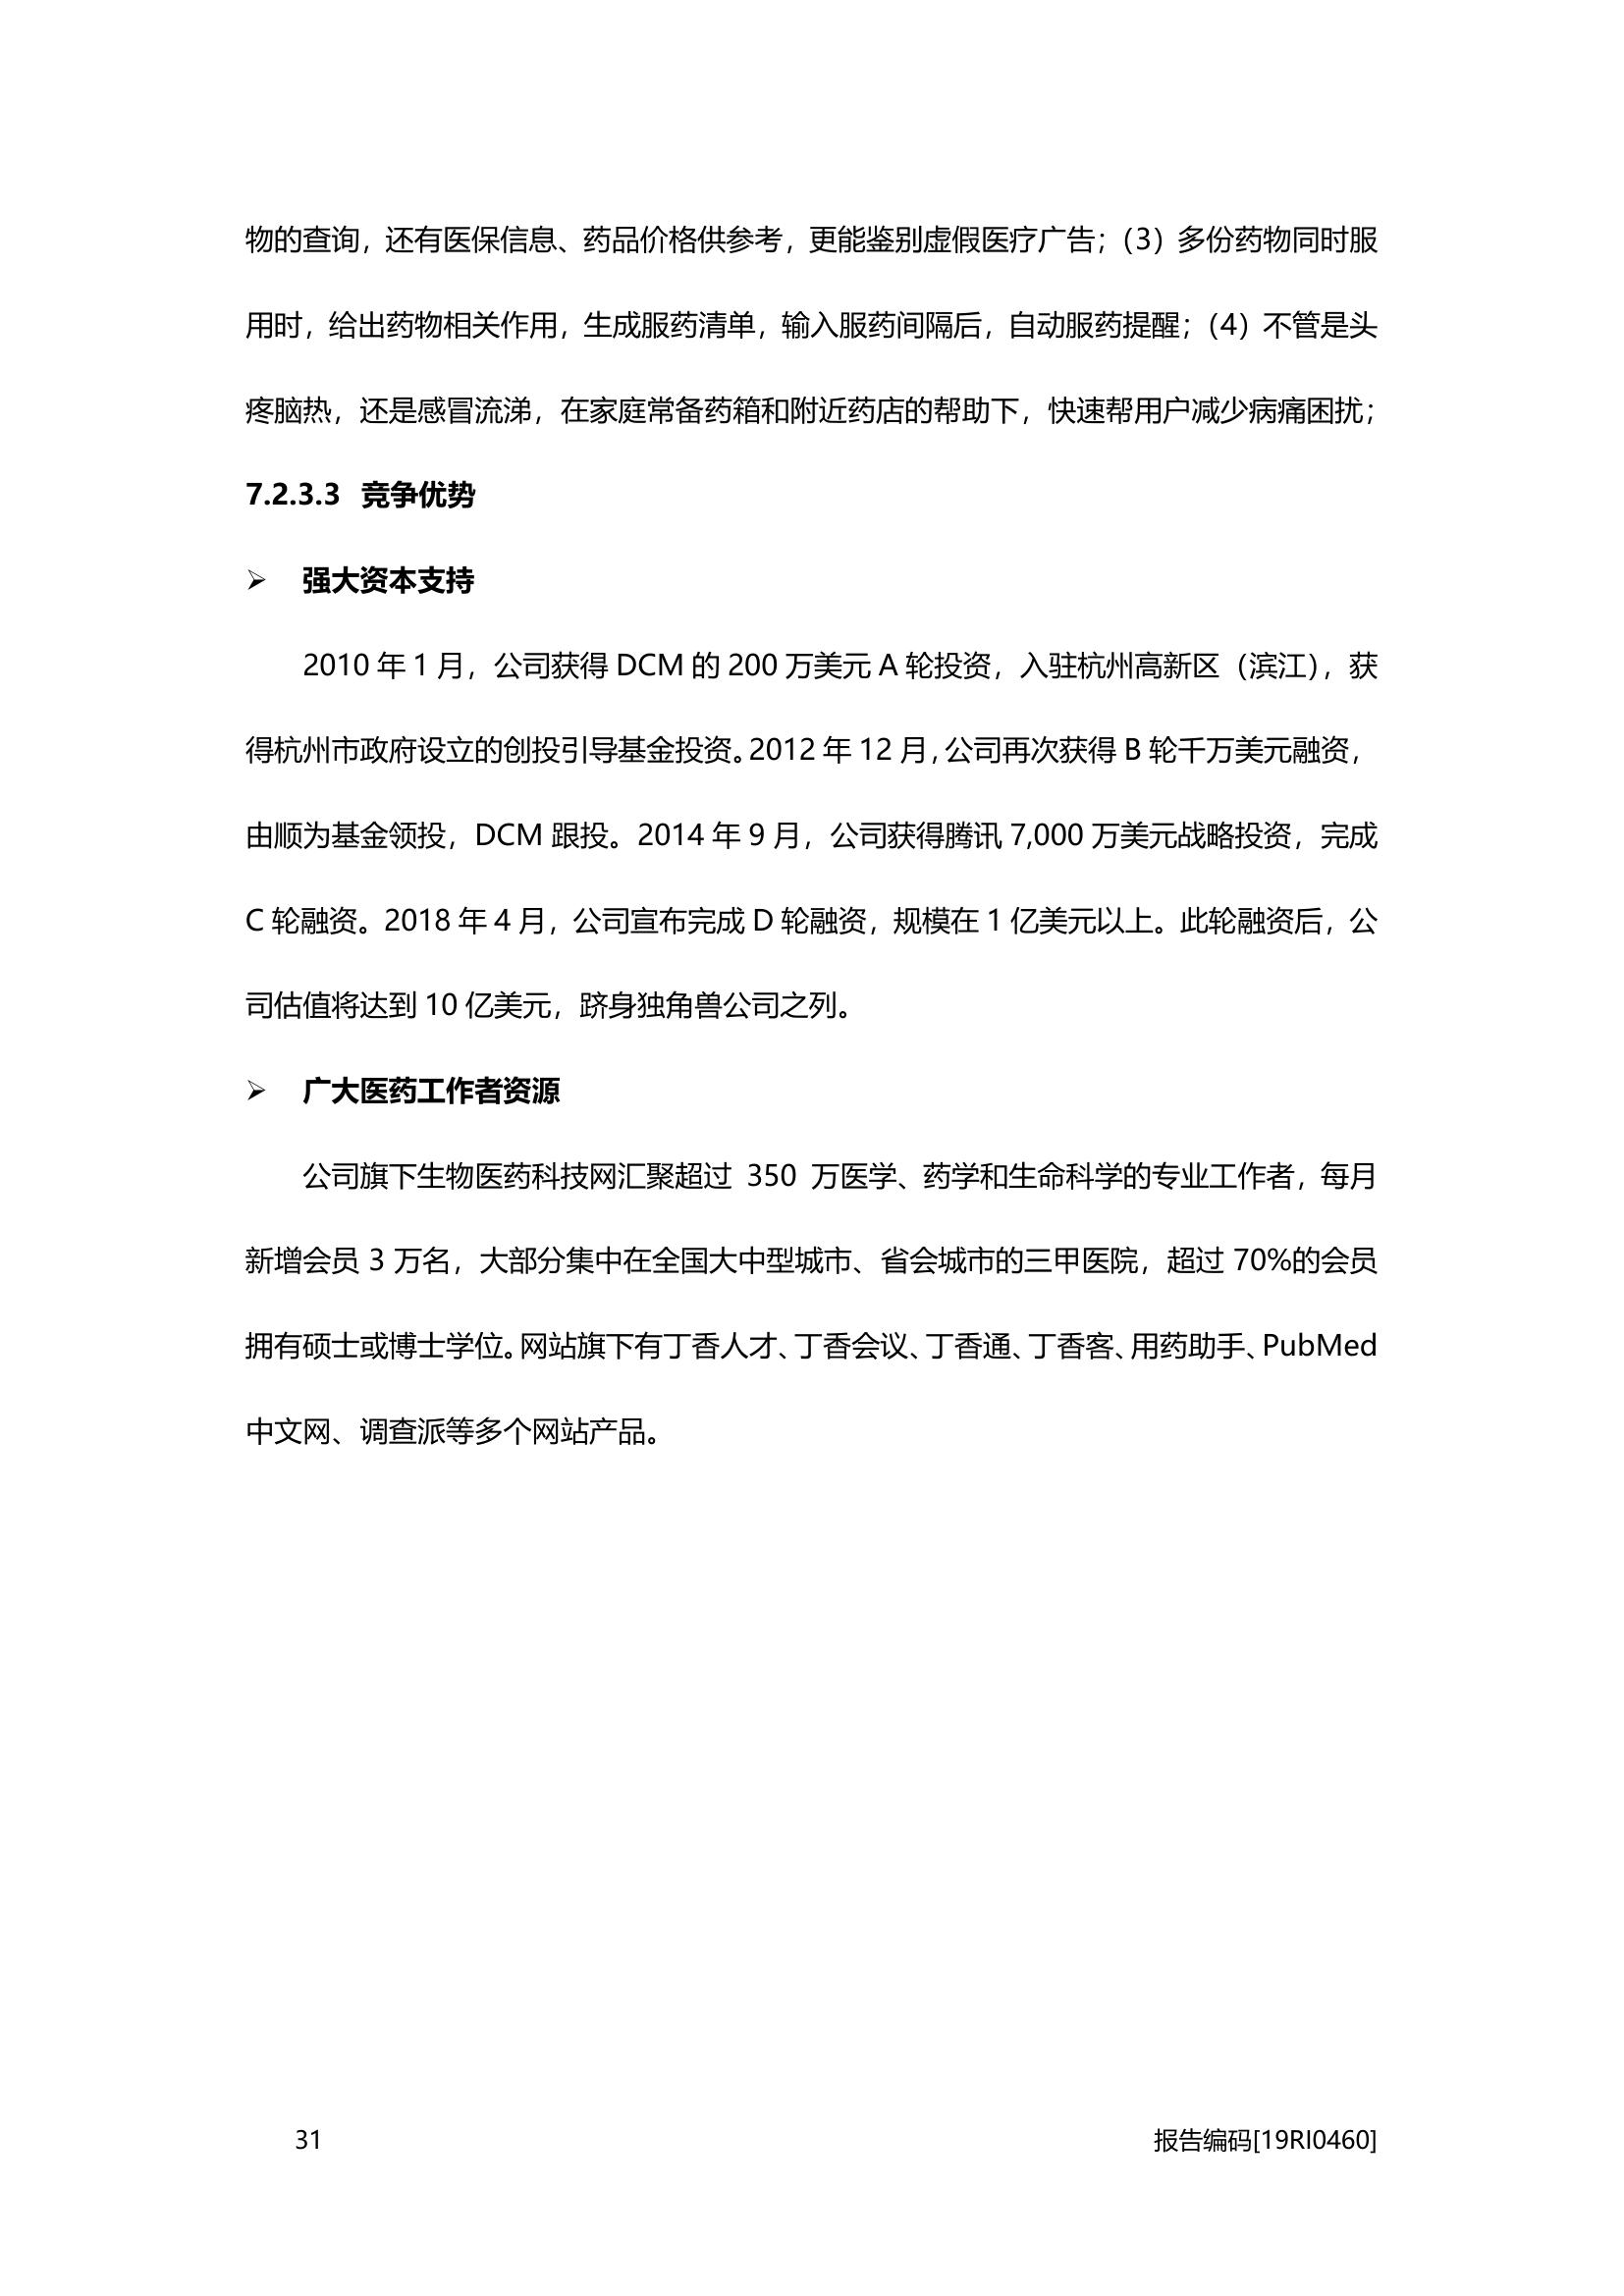 物的查询，还有医保信息、药品价格供参考，更能鉴别虚假医疗广告；（3）多份药物同时服
用时，给出药物相关作用，生成服药清单，输入服药间隔后，自动服药提醒；（4）不管是头
疼脑热，还是感冒流涕，在家庭常备药箱和附近药店的帮助下，快速帮用户减少病痛困扰；
7.2.3.3 竞争优势
➢ 强大资本支持
2010 年 1 月，公司获得 DCM 的 200 万美元 A 轮投资，入驻杭州高新区（滨江），获
得杭州市政府设立的创投引导基金投资。2012 年 12 月，公司再次获得 B 轮千万美元融资，
由顺为基金领投，DCM 跟投。2014 年 9 月，公司获得腾讯 7,000 万美元战略投资，完成
C 轮融资。2018 年 4 月，公司宣布完成 D 轮融资，规模在 1 亿美元以上。此轮融资后，公
司估值将达到 10 亿美元，跻身独角兽公司之列。
➢ 广大医药工作者资源
公司旗下生物医药科技网汇聚超过 350 万医学、药学和生命科学的专业工作者，每月
新增会员 3 万名，大部分集中在全国大中型城市、省会城市的三甲医院，超过 70%的会员
拥有硕士或博士学位。网站旗下有丁香人才、丁香会议、丁香通、丁香客、用药助手、PubMed
中文网、调查派等多个网站产品。
31 报告编码[19RI0460]